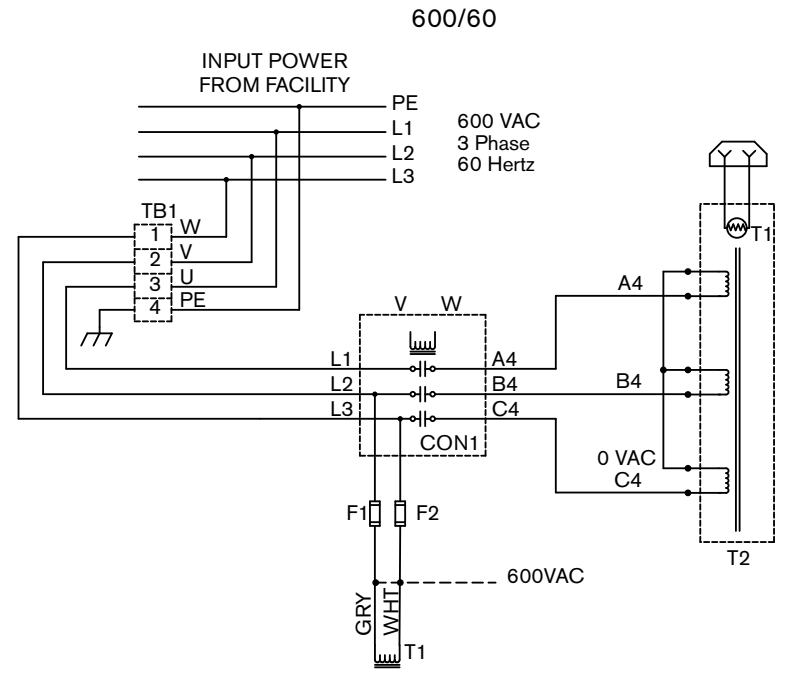 600/60
INPUT POWER
FROM FACILITY
PE
L1
L2
L3
600 VAC
3 Phase
60 Hertz
TB1
1 W
2 V
3 U
4 PE
T1
V W
A4
L1 A4
L2 B4
L3 C4
CON1
B4
0 VAC
C4
F1 F2
T2
600VAC
GRY
WHT
T1